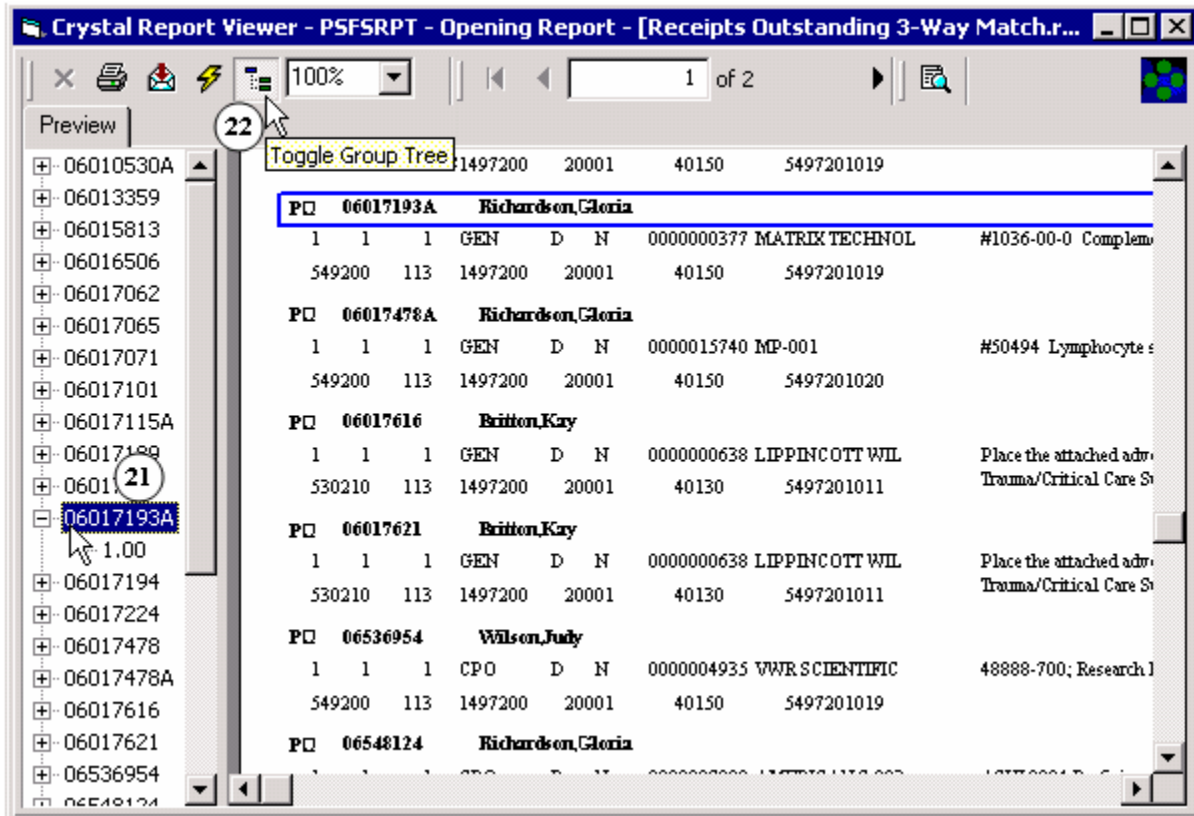 Crystal Report Viewer - PSFSRPT - Opening Report - [Receipts Outstanding 3-Way Match.r...
100% 1 of 2
Preview
22
Toggle Group Tree
06010530A
06013359
06015813
06016506
06017062
06017065
06017071
06017101
06017115A
21
06017193A
1.00
06017194
06017224
06017478
06017478A
06017616
06017621
06536954
06548124
1497200 20001 40150 5497201019
PO 06017193A Richardson,Gloria
1 1 1 GEN D N 0000000377 MATRIX TECHNOL #1036-00-0
549200 113 1497200 20001 40150 5497201019
PO 06017478A Richardson,Gloria
1 1 1 GEN D N 0000015740 MP-001 #50494 Lymphocyte
549200 113 1497200 20001 40150 5497201020
PO 06017616 Britton,Kay
1 1 1 GEN D N 0000000638 LIPPINCOTT WIL Place the attached
530210 113 1497200 20001 40130 5497201011 Trauma/Critical Care
PO 06017621 Britton,Kay
1 1 1 GEN D N 0000000638 LIPPINCOTT WIL Place the attached
530210 113 1497200 20001 40130 5497201011 Trauma/Critical Care
PO 06536954 Wilson,Judy
1 1 1 CPO D N 0000004935 VWR SCIENTIFIC 48888-700; Research
549200 113 1497200 20001 40150 5497201019
PO 06548124 Richardson,Gloria